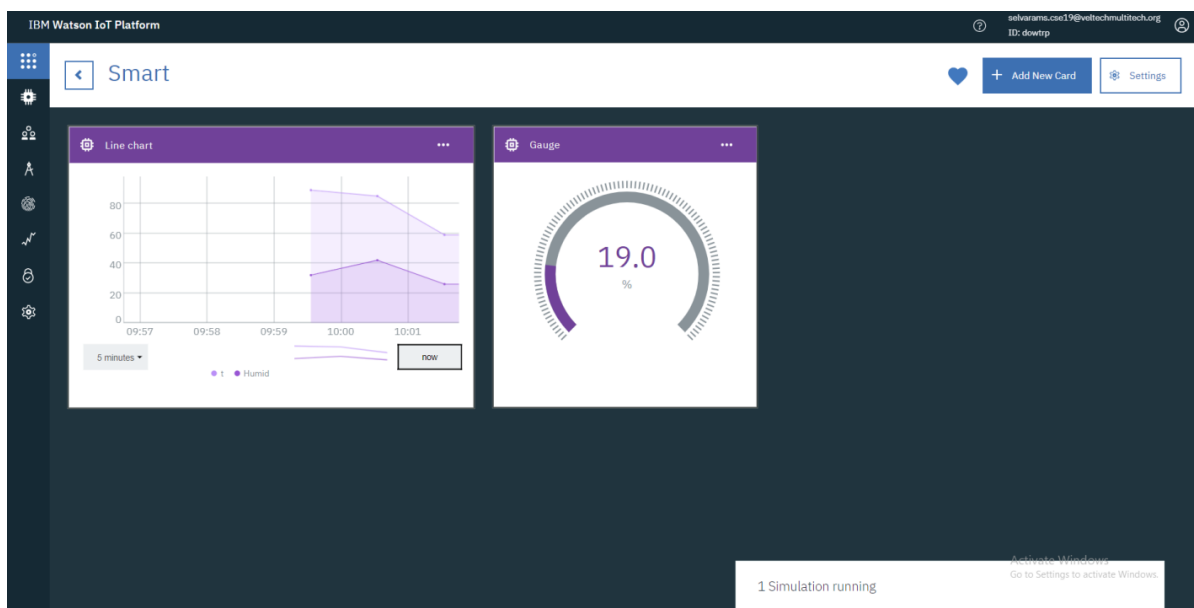 IBM Watson IoT Platform
selvarams.cse19@veltechmultitech.org
ID: dowtrp
Smart
+ Add New Card
Settings
Line chart
80
60
40
20
0
09:57 09:58 09:59 10:00 10:01
5 minutes
now
t Humid
Gauge
19.0
%
1 Simulation running
Activate Windows
Go to Settings to activate Windows.